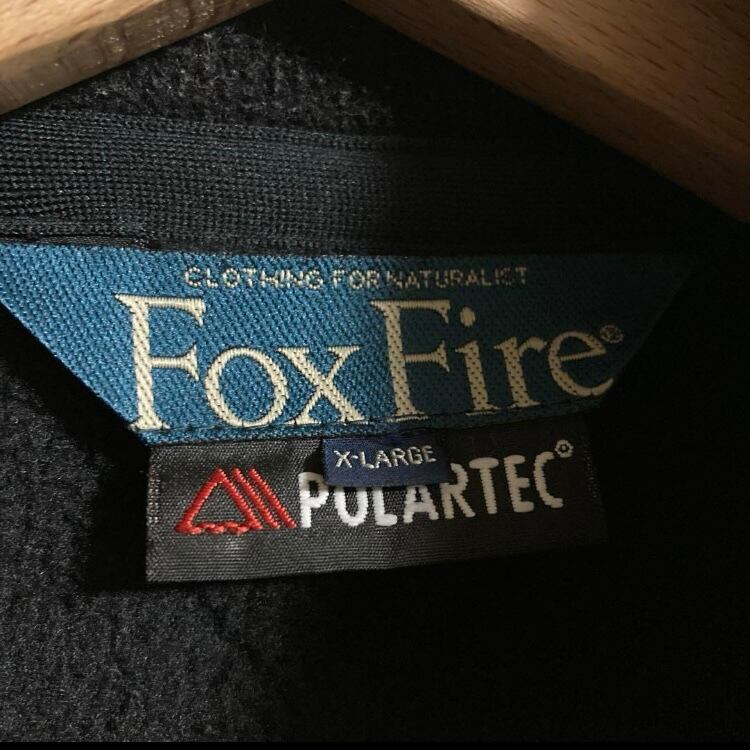 CLOTHING FOR NATURALIST
FoxFire®
X-LARGE
POLARTEC®